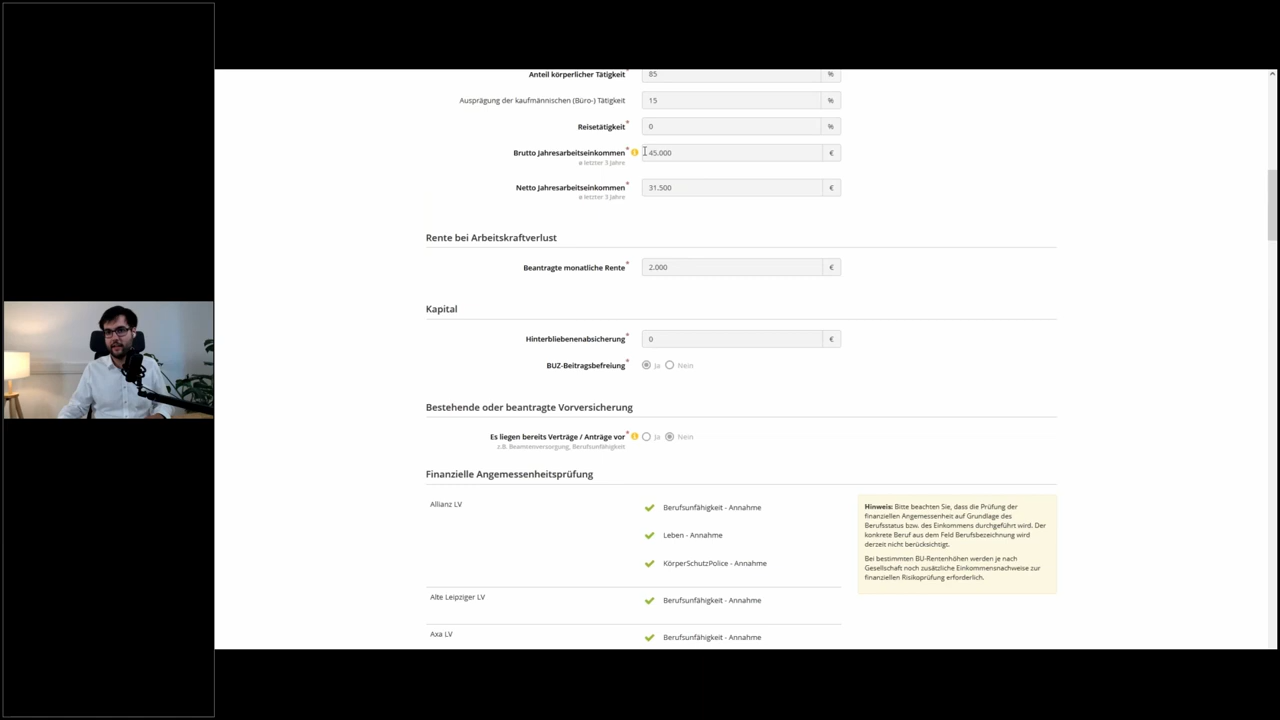 Anteil körperlicher Tätigkeit* 85 %
Ausprägung der kaufmännischen (Büro-) Tätigkeit 15 %
Reisetätigkeit* 0 %
Brutto Jahresarbeitseinkommen* 45.000 €
ø letzter 3 Jahre
Netto Jahresarbeitseinkommen* 31.500 €
ø letzter 3 Jahre
Rente bei Arbeitskraftverlust
Beantragte monatliche Rente* 2.000 €
Kapital
Hinterbliebenenabsicherung* 0 €
BUZ-Beitragsbefreiung* Ja Nein
Bestehende oder beantragte Vorversicherung
Es liegen bereits Verträge / Anträge vor* Ja Nein
z.B. Beamtenversorgung, Berufsunfähigkeit
Finanzielle Angemessenheitsprüfung
Allianz LV
Berufsunfähigkeit - Annahme
Leben - Annahme
KörperSchutzPolice - Annahme
Hinweis: Bitte beachten Sie, dass die Prüfung der
finanziellen Angemessenheit auf Grundlage des
Berufsstatus bzw. des Einkommens durchgeführt wird. Der
konkrete Beruf aus dem Feld Berufsbezeichnung wird
derzeit nicht berücksichtigt.
Bei bestimmten BU-Rentenhöhen werden je nach
Gesellschaft noch zusätzliche Einkommensnachweise zur
finanziellen Risikoprüfung erforderlich.
Alte Leipziger LV
Berufsunfähigkeit - Annahme
Axa LV
Berufsunfähigkeit - Annahme